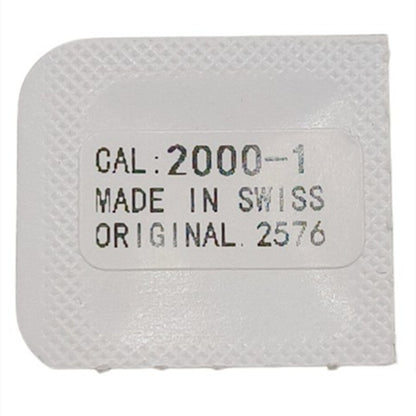 CAL: 2000-1
MADE IN SWISS
ORIGINAL. 2576